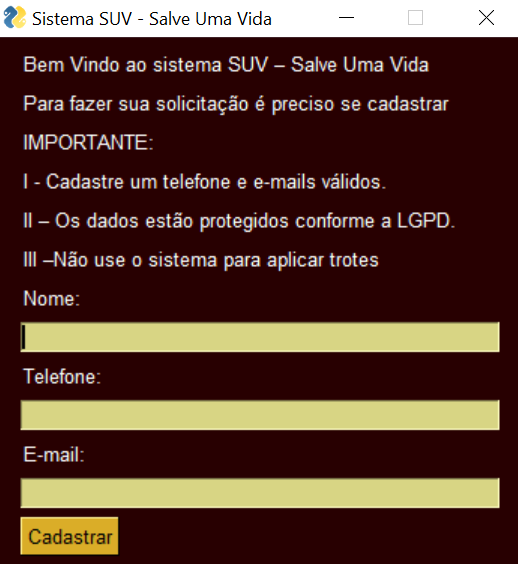 Sistema SUV - Salve Uma Vida
Bem Vindo ao sistema SUV – Salve Uma Vida
Para fazer sua solicitação é preciso se cadastrar
IMPORTANTE:
I - Cadastre um telefone e e-mails válidos.
II – Os dados estão protegidos conforme a LGPD.
III –Não use o sistema para aplicar trotes
Nome:
Telefone:
E-mail:
Cadastrar